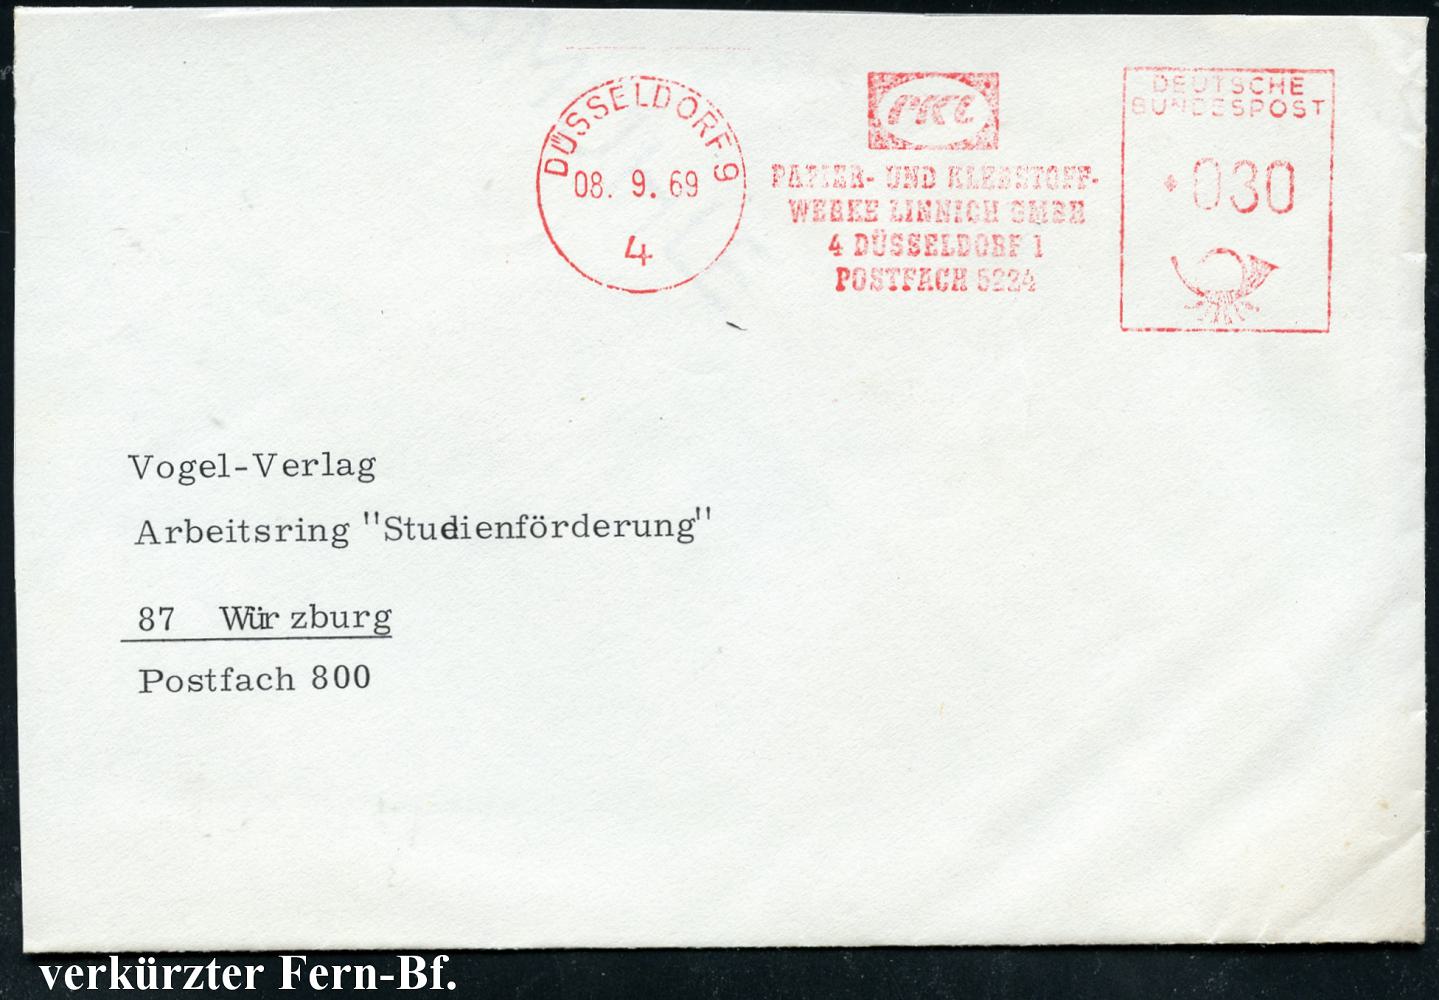 DÜSSELDORF-9
08. 9. 69
4
PKL
PAPIER- UND KLEBSTOFF-
WERKE LINNICH GMBH
4 DÜSSELDORF 1
POSTFACH 5224
DEUTSCHE
BUNDESPOST
030
Vogel-Verlag
Arbeitsring "Studienförderung"
87 Würzburg
Postfach 800
verkürzter Fern-Bf.